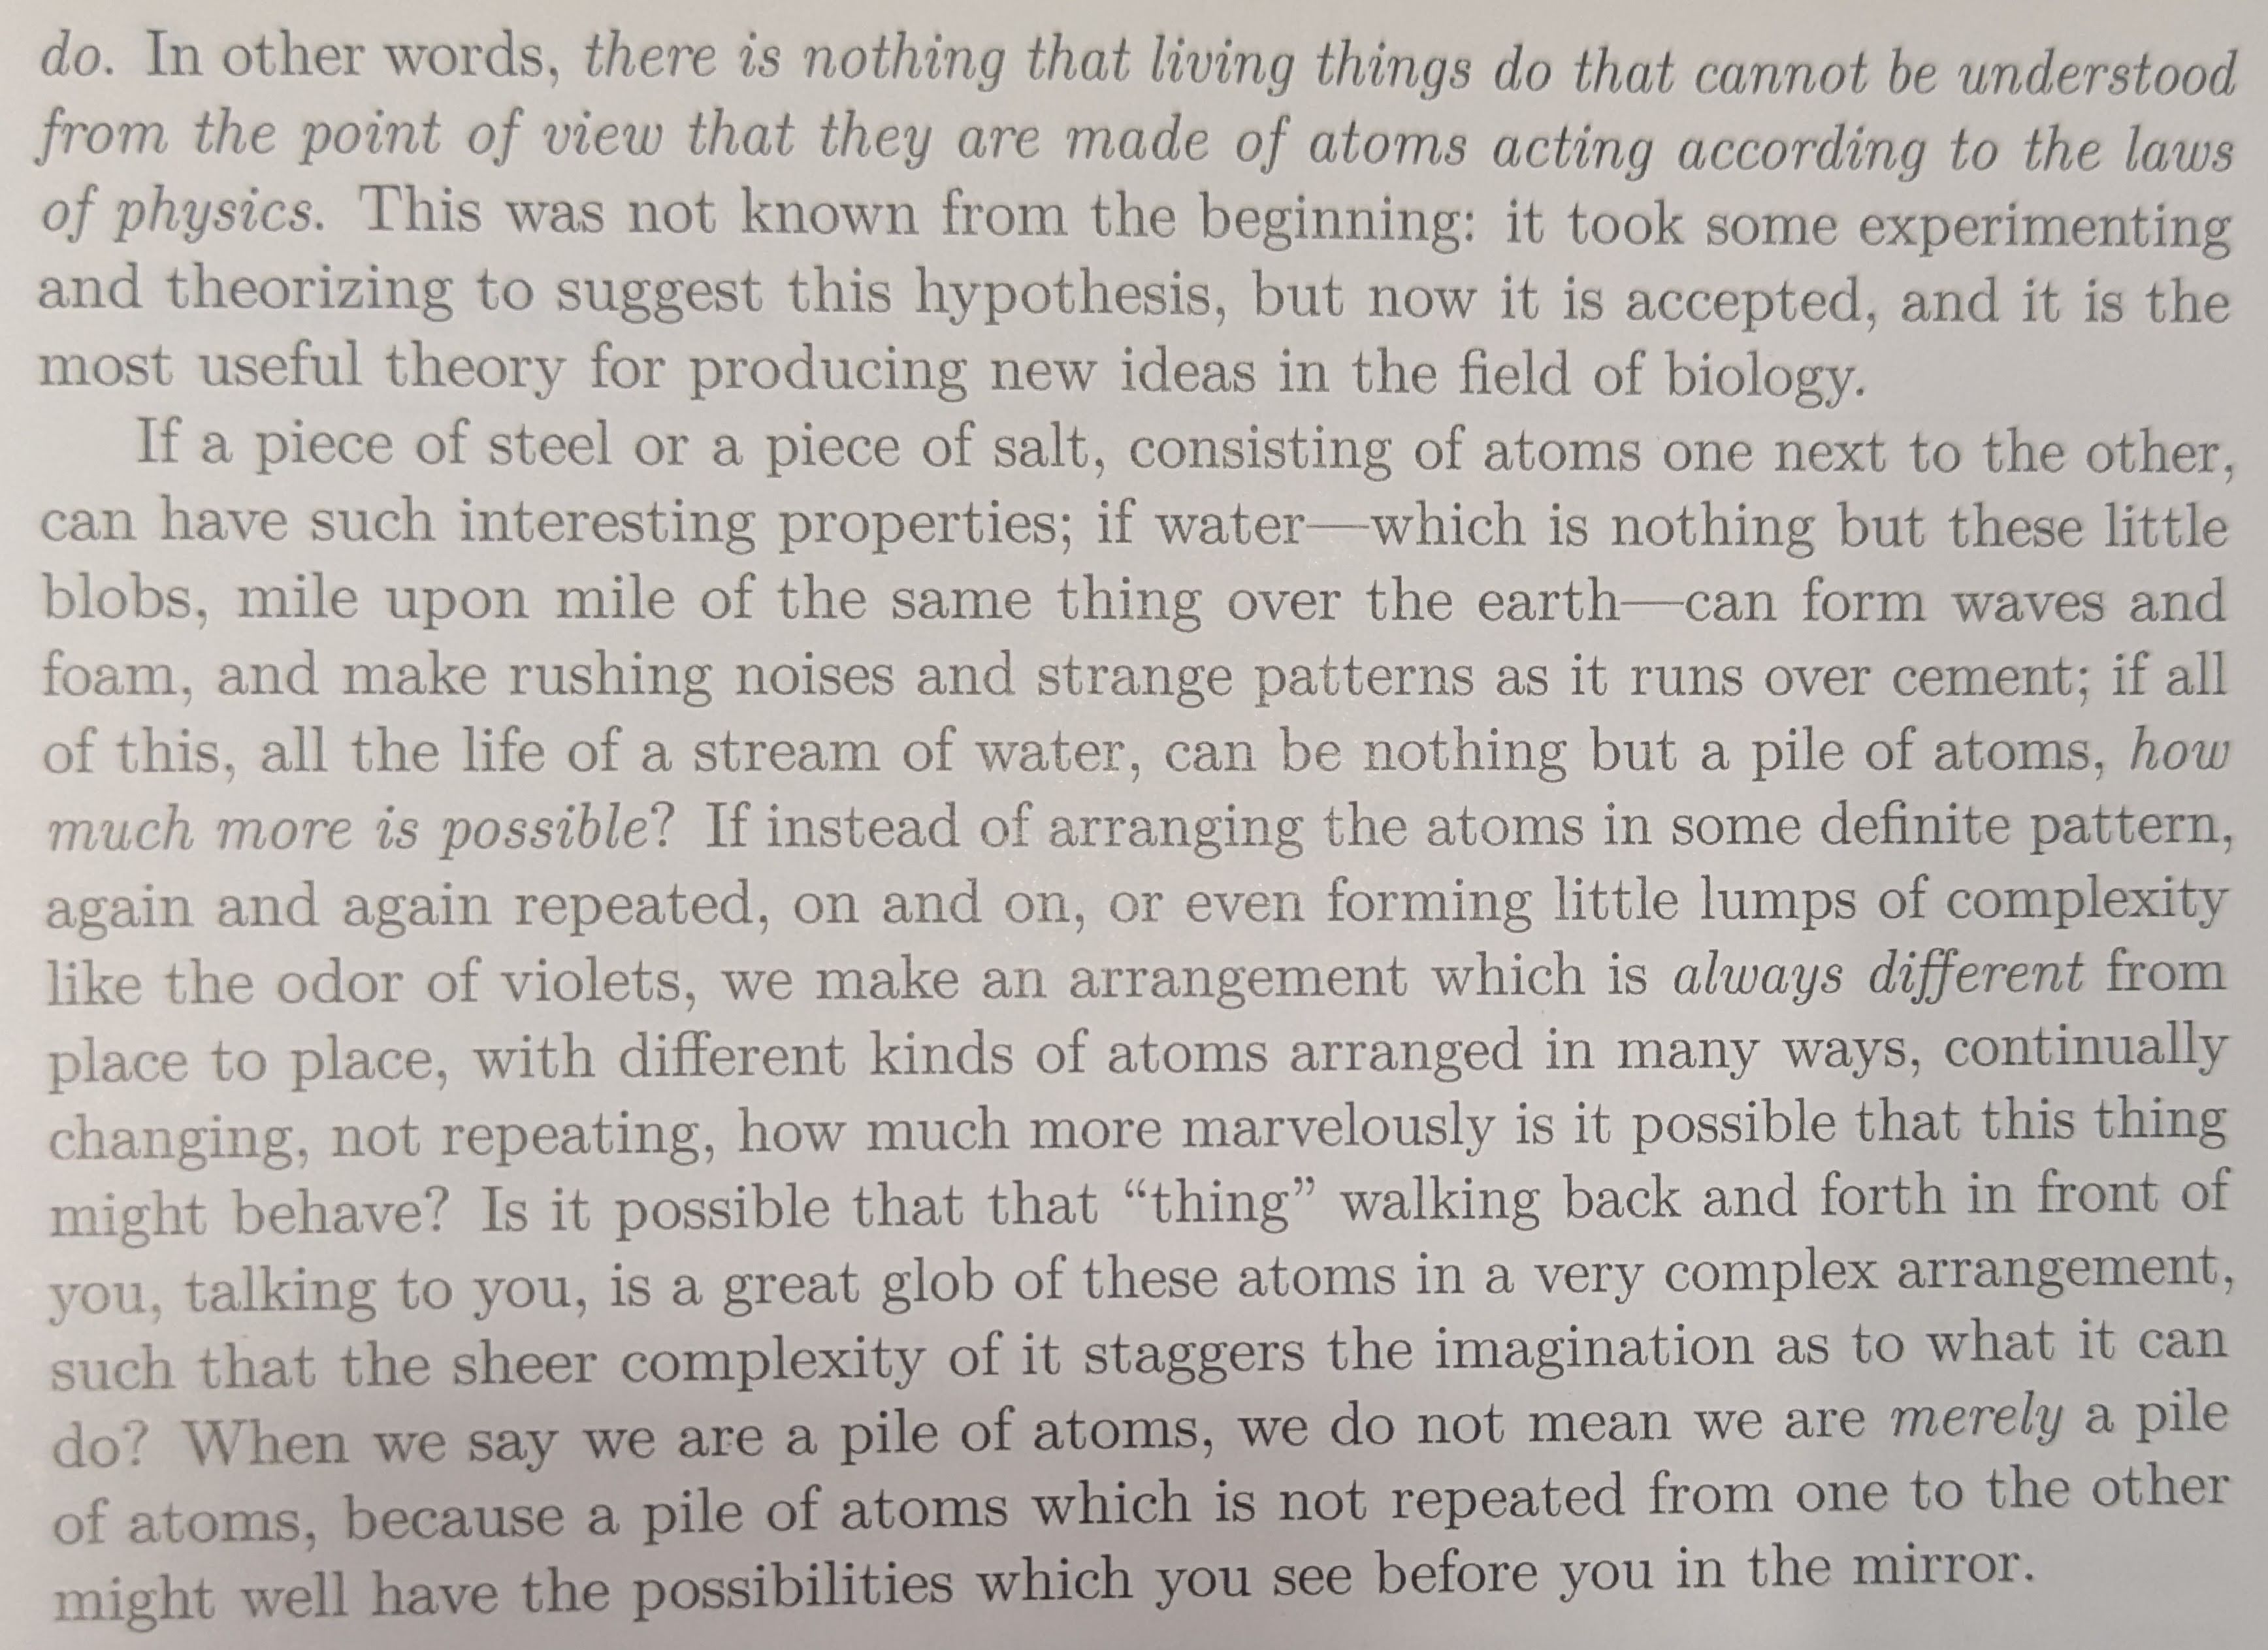 do. In other words, there is nothing that living things do that cannot be understood
from the point of view that they are made of atoms acting according to the laws
of physics. This was not known from the beginning: it took some experimenting
and theorizing to suggest this hypothesis, but now it is accepted, and it is the
most useful theory for producing new ideas in the field of biology.
If a piece of steel or a piece of salt, consisting of atoms one next to the other,
can have such interesting properties; if water—which is nothing but these little
blobs, mile upon mile of the same thing over the earth—can form waves and
foam, and make rushing noises and strange patterns as it runs over cement; if all
of this, all the life of a stream of water, can be nothing but a pile of atoms, how
much more is possible? If instead of arranging the atoms in some definite pattern,
again and again repeated, on and on, or even forming little lumps of complexity
like the odor of violets, we make an arrangement which is always different from
place to place, with different kinds of atoms arranged in many ways, continually
changing, not repeating, how much more marvelously is it possible that this thing
might behave? Is it possible that that “thing” walking back and forth in front of
you, talking to you, is a great glob of these atoms in a very complex arrangement,
such that the sheer complexity of it staggers the imagination as to what it can
do? When we say we are a pile of atoms, we do not mean we are merely a pile
of atoms, because a pile of atoms which is not repeated from one to the other
might well have the possibilities which you see before you in the mirror.